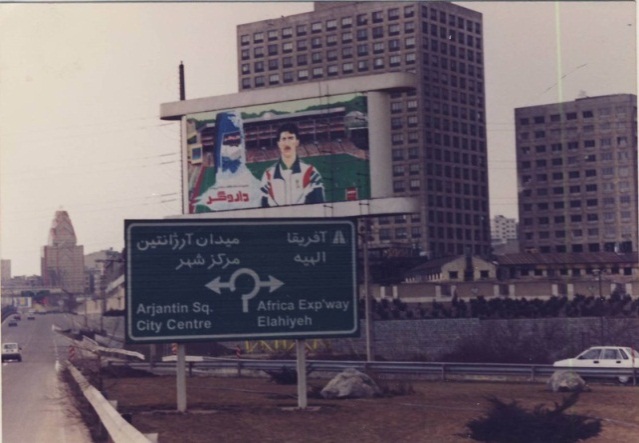 داروگر
میدان آرژانتین
مرکز شهر
آفریقا
الهیه
Arjantin Sq.
City Centre
Africa Exp'way
Elahiyeh